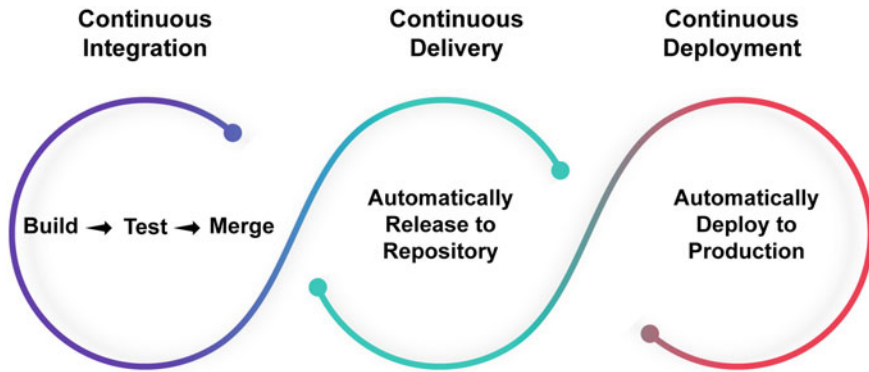 Continuous
Integration
Continuous
Delivery
Continuous
Deployment
Build → Test → Merge
Automatically
Release to
Repository
Automatically
Deploy to
Production